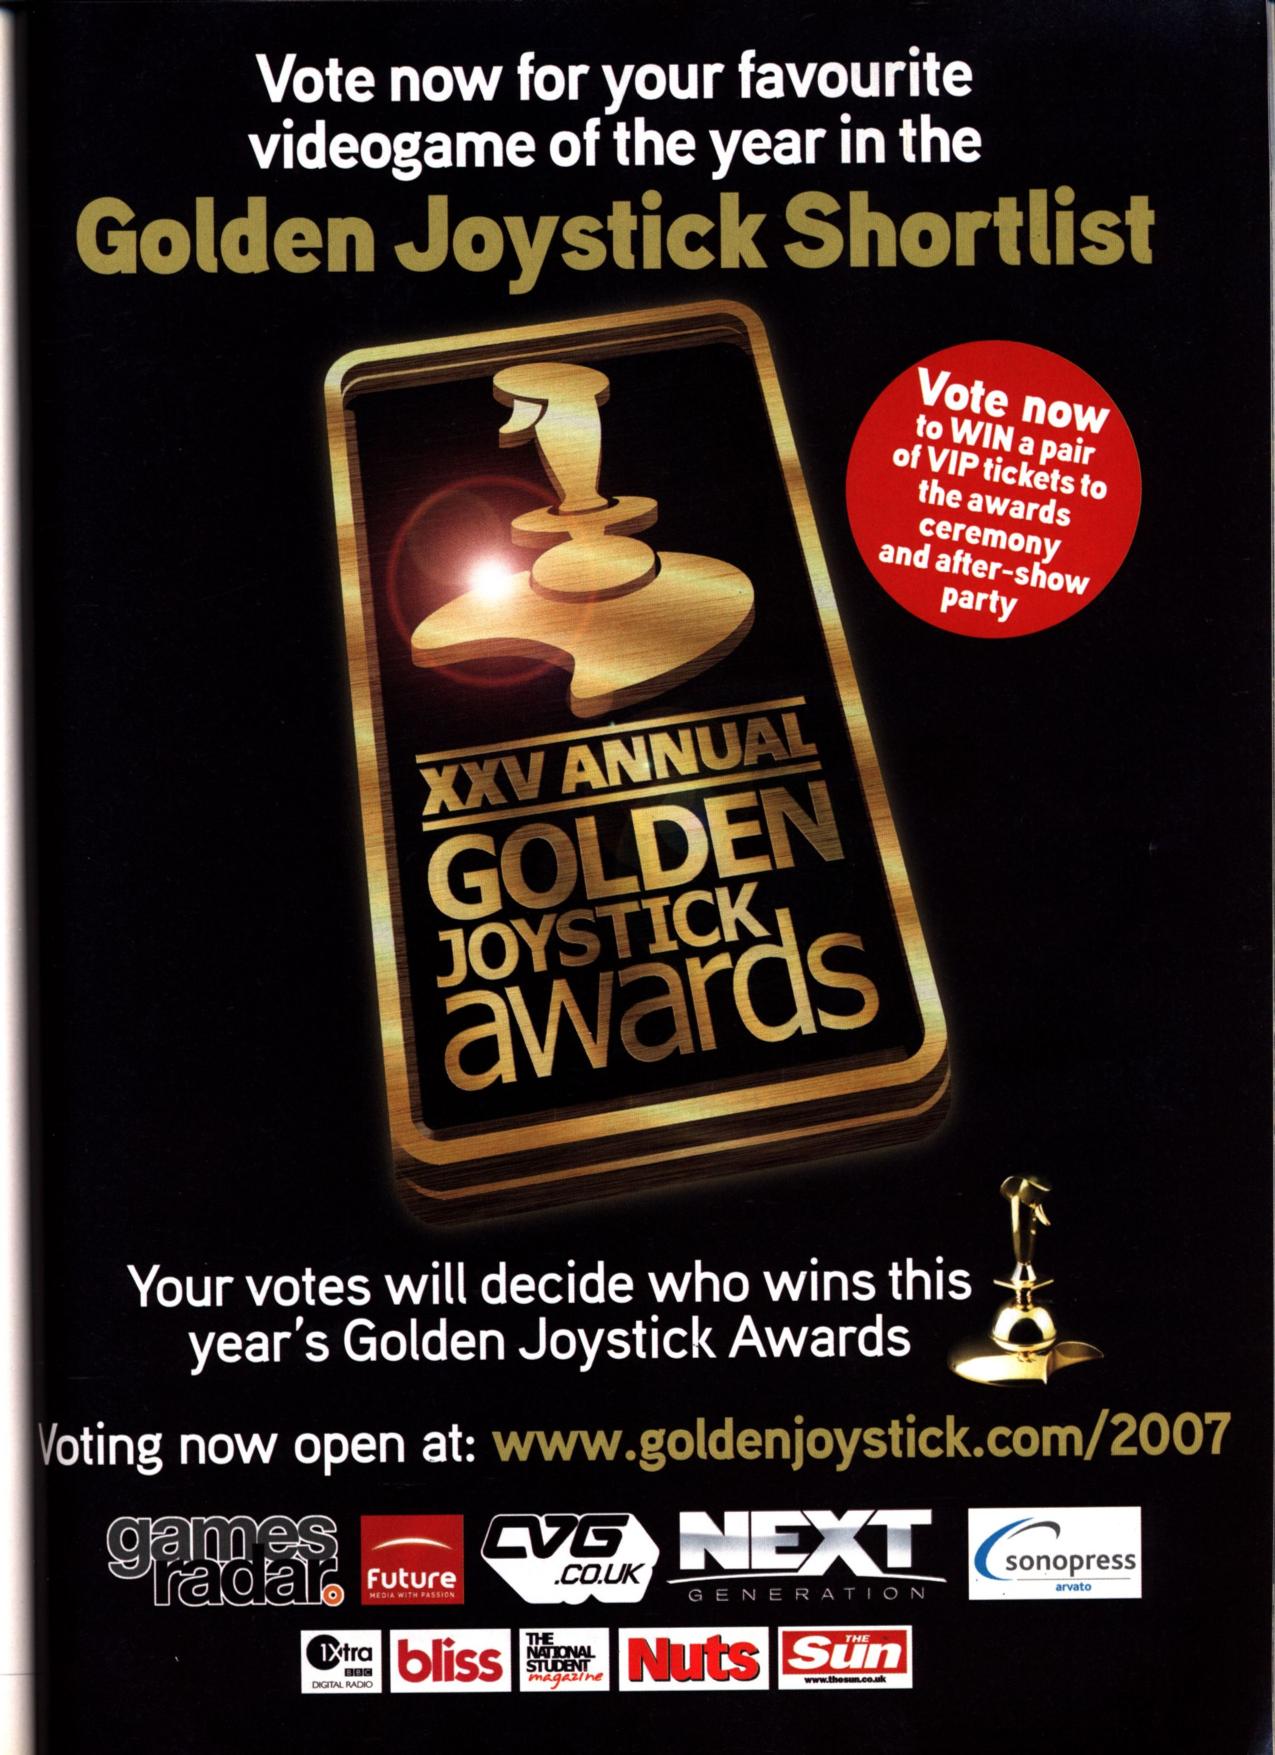 Vote now for your favourite
videogame of the year in the
Golden Joystick Shortlist
Vote now
to WIN a pair
of VIP tickets to
the awards
ceremony
and after-show
party
XXV ANNUAL
GOLDEN
JOYSTICK
awards
Your votes will decide who wins this
year's Golden Joystick Awards
Voting now open at: www.goldenjoystick.com/2007
games
radar
Future
MEDIA WITH PASSION
CVG
.CO.UK
NEXT
GENERATION
sonopress
arvato
1Xtra
BBC
DIGITAL RADIO
bliss
THE
NATIONAL
STUDENT
magazine
Nuts
THE
Sun
www.thesun.co.uk